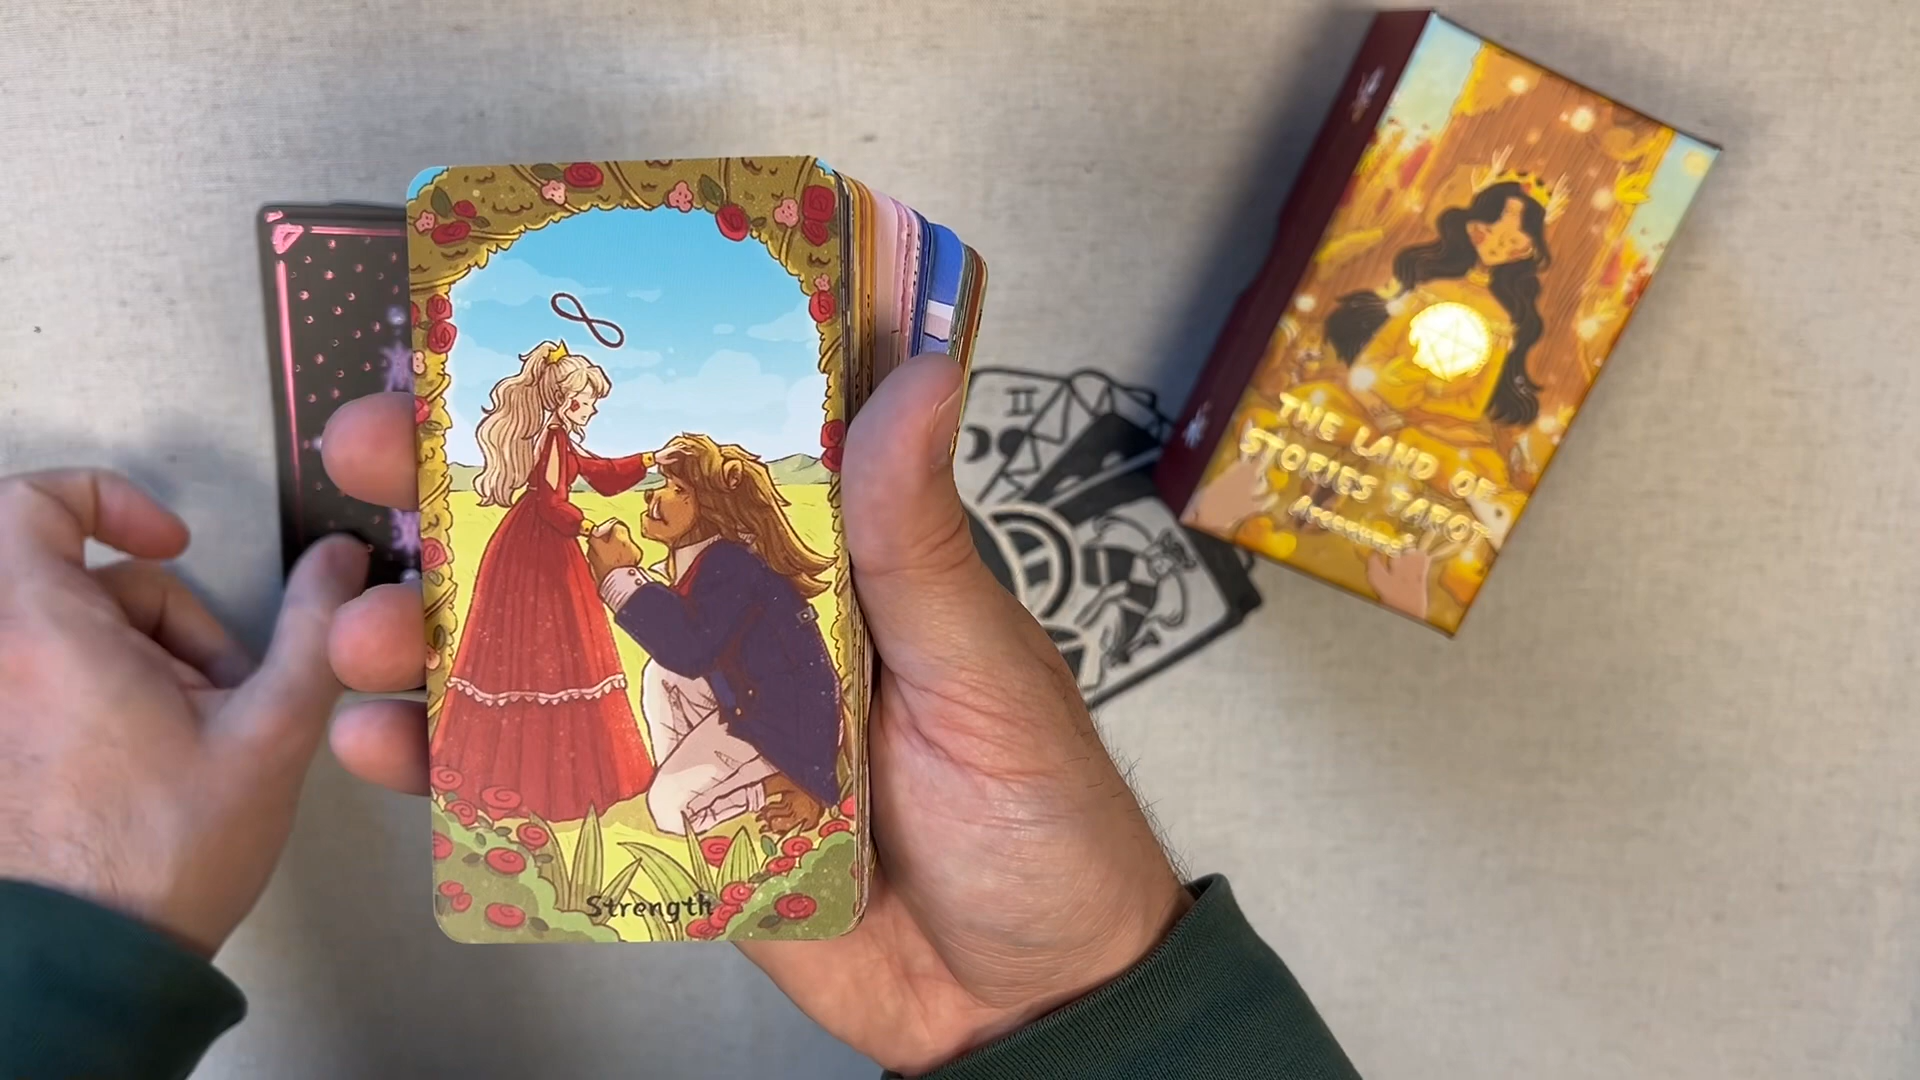 Strength
THE LAND OF
STORIES TAROT
II